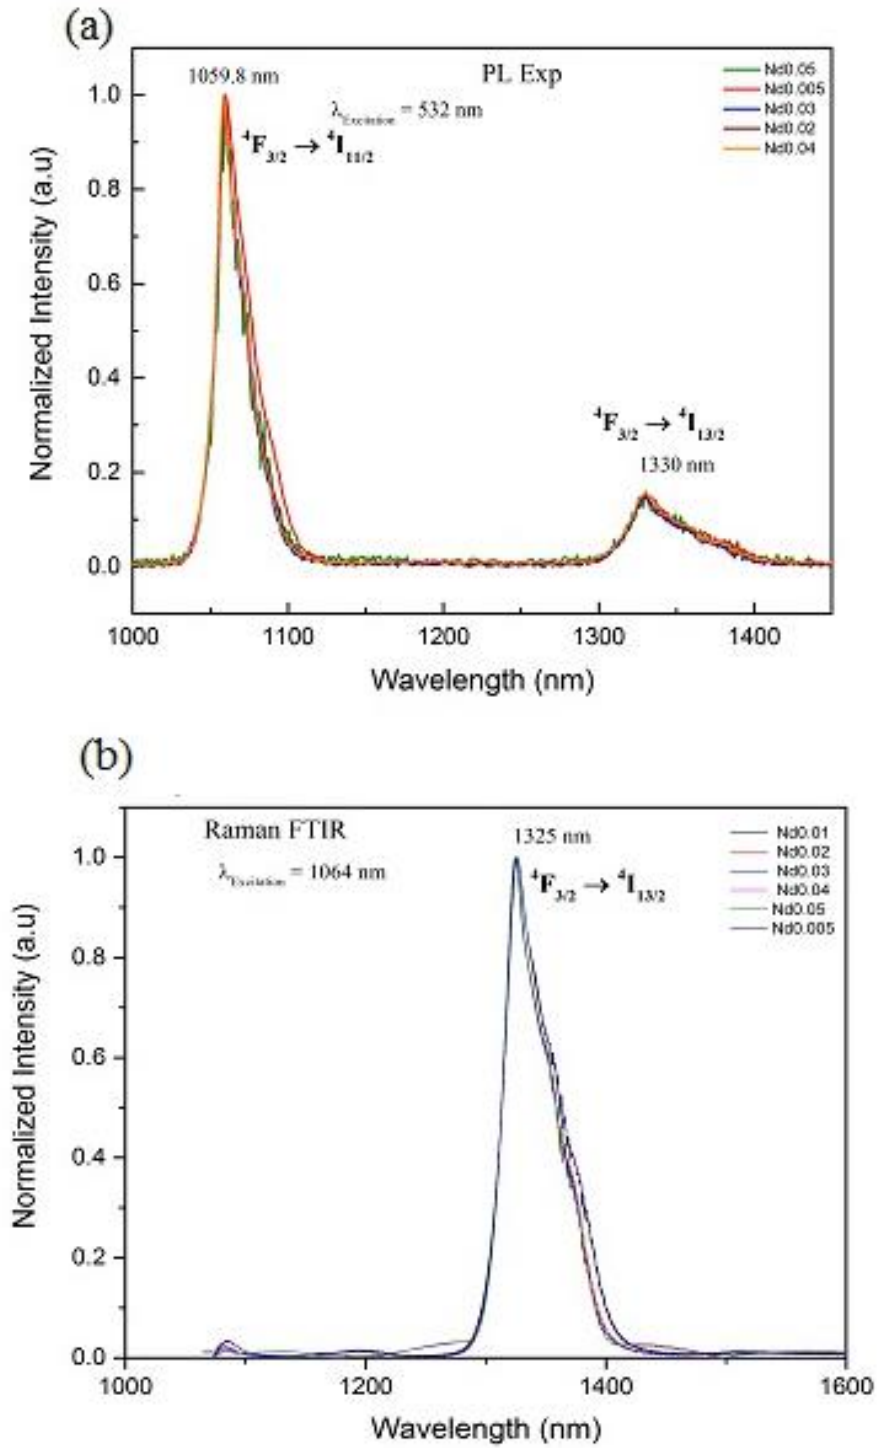 (a)
1059.8 nm
PL Exp
λExcitation = 532 nm
⁴F₃/₂ → ⁴I₁₁/₂
Nd0.05
Nd0.005
Nd0.03
Nd0.02
Nd0.04
⁴F₃/₂ → ⁴I₁₃/₂
1330 nm
Normalized Intensity (a.u)
1.0
0.8
0.6
0.4
0.2
0.0
1000 1100 1200 1300 1400
Wavelength (nm)
(b)
Raman FTIR
1325 nm
λExcitation = 1064 nm
⁴F₃/₂ → ⁴I₁₃/₂
Nd0.01
Nd0.02
Nd0.03
Nd0.04
Nd0.05
Nd0.005
Normalized Intensity (a.u)
1.0
0.8
0.6
0.4
0.2
0.0
1000 1200 1400 1600
Wavelength (nm)